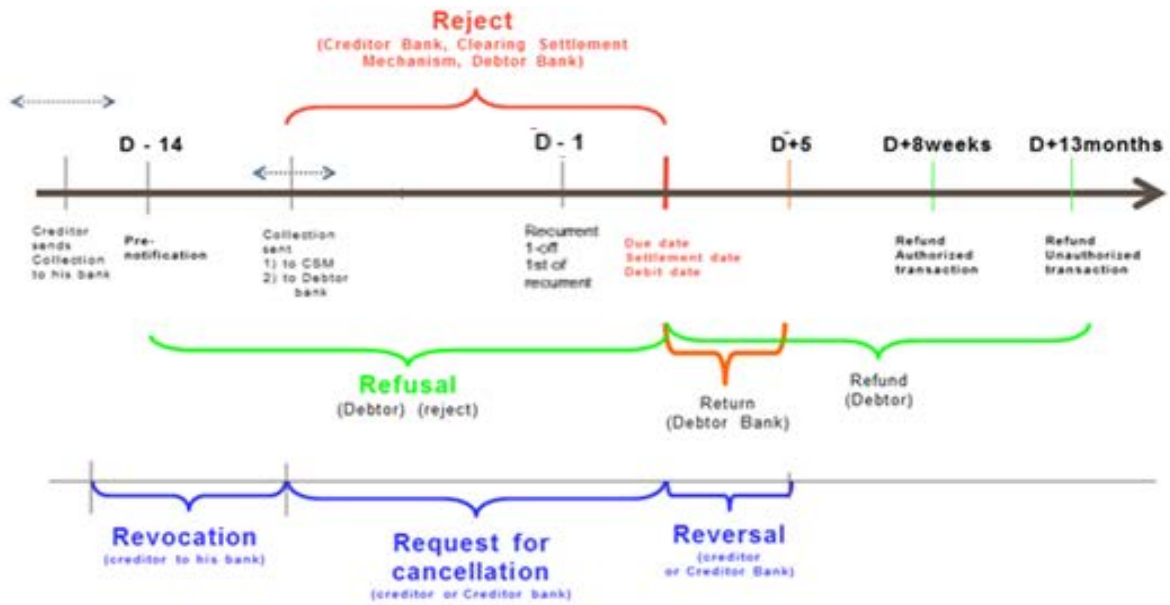 Reject
(Creditor Bank, Clearing Settlement
Mechanism, Debtor Bank)
D - 14
D - 1
D+5
D+8weeks
D+13months
Creditor
sends
Collection
to his bank
Pre-
notification
Collection
sent
1) to CSM
2) to Debtor
bank
Recurrent
1-off
1st of
recurrent
Due date
Settlement date
Debit date
Refund
Authorized
transaction
Refund
Unauthorized
transaction
Refusal
(Debtor) (reject)
Return
(Debtor Bank)
Refund
(Debtor)
Revocation
(creditor to his bank)
Request for
cancellation
(creditor or Creditor bank)
Reversal
(creditor
or Creditor Bank)